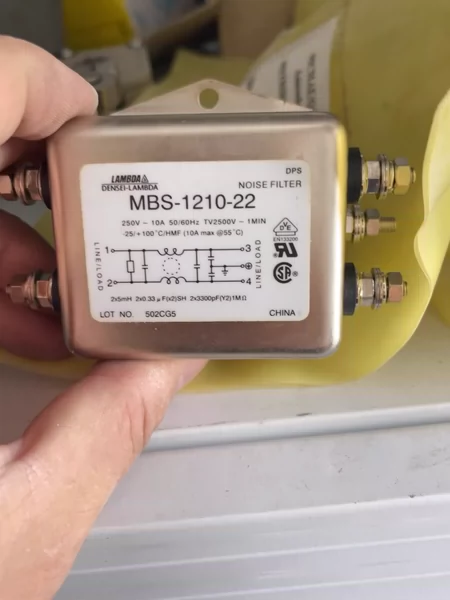 DPS
LAMBDA
DENSEI-LAMBDA
NOISE FILTER
MBS-1210-22
250V ~ 10A 50/60Hz TV2500V ~ 1MIN
-25/+100°C/HMF (10A max @55°C)
VDE
EN133200
LINE/LOAD
1
2
3
4
LINE/LOAD
2x5mH 2x0.33µF(x2)SH 2x3300pF(Y2)1MΩ
LOT NO. 502CG5
CHINA